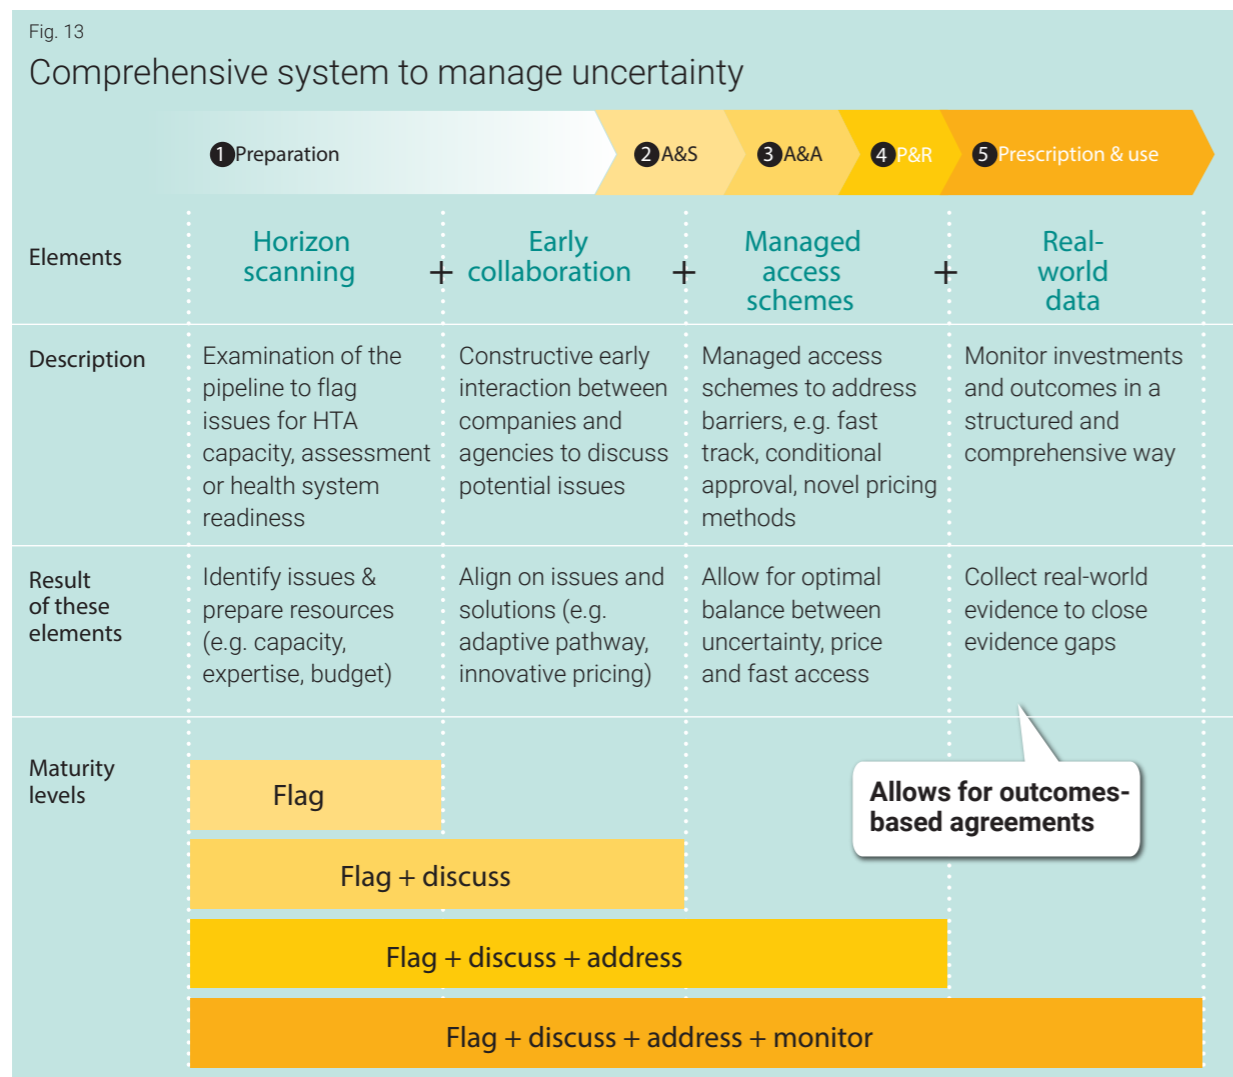 Fig. 13
Comprehensive system to manage uncertainty
1 Preparation
2 A&S
3 A&A
4 P&R
5 Prescription & use
Elements
Horizon
scanning
+
Early
collaboration
+
Managed
access
schemes
+
Real-
world
data
Description
Examination of the
pipeline to flag
issues for HTA
capacity, assessment
or health system
readiness
Constructive early
interaction between
companies and
agencies to discuss
potential issues
Managed access
schemes to address
barriers, e.g. fast
track, conditional
approval, novel pricing
methods
Monitor investments
and outcomes in a
structured and
comprehensive way
Result
of these
elements
Identify issues &
prepare resources
(e.g. capacity,
expertise, budget)
Align on issues and
solutions (e.g.
adaptive pathway,
innovative pricing)
Allow for optimal
balance between
uncertainty, price
and fast access
Collect real-world
evidence to close
evidence gaps
Maturity
levels
Flag
Allows for outcomes-
based agreements
Flag + discuss
Flag + discuss + address
Flag + discuss + address + monitor